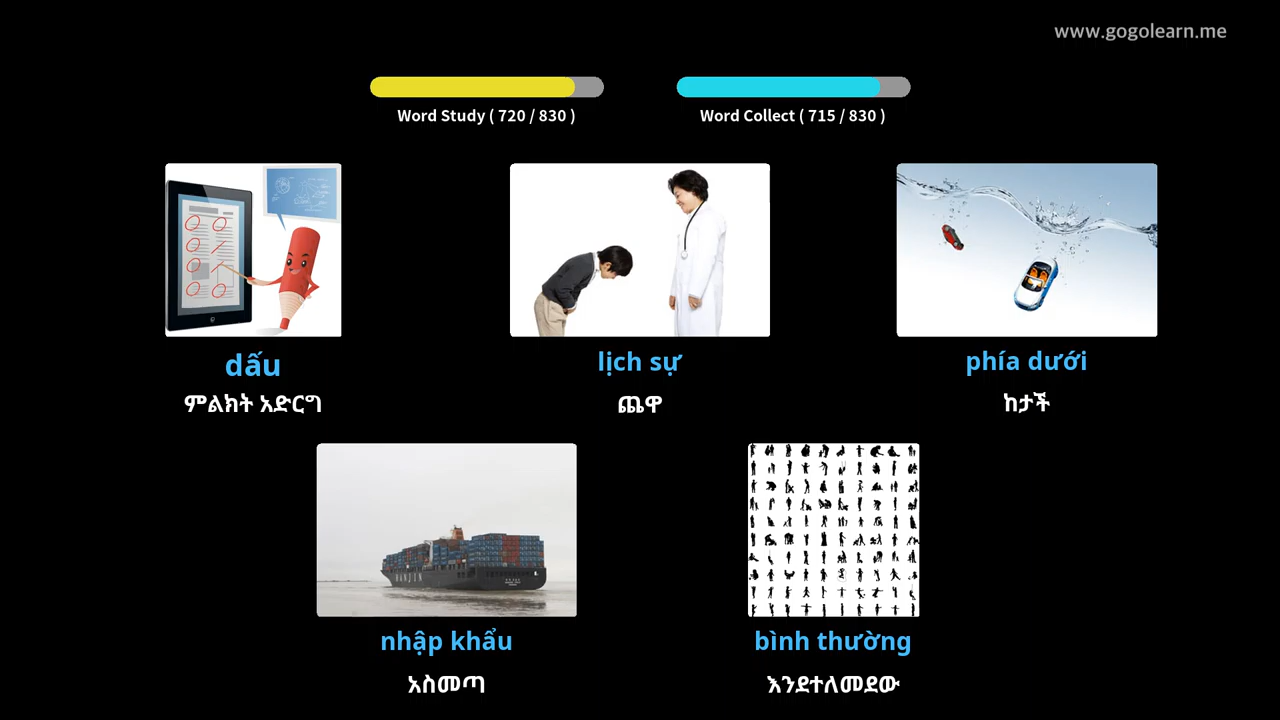 www.gogolearn.me
Word Study ( 720 / 830 )
Word Collect ( 715 / 830 )
dấu
ምልክት አድርግ
lịch sự
ጨዋ
phía dưới
ከታች
HANJIN
nhập khẩu
አስመጣ
bình thường
እንደተለመደው